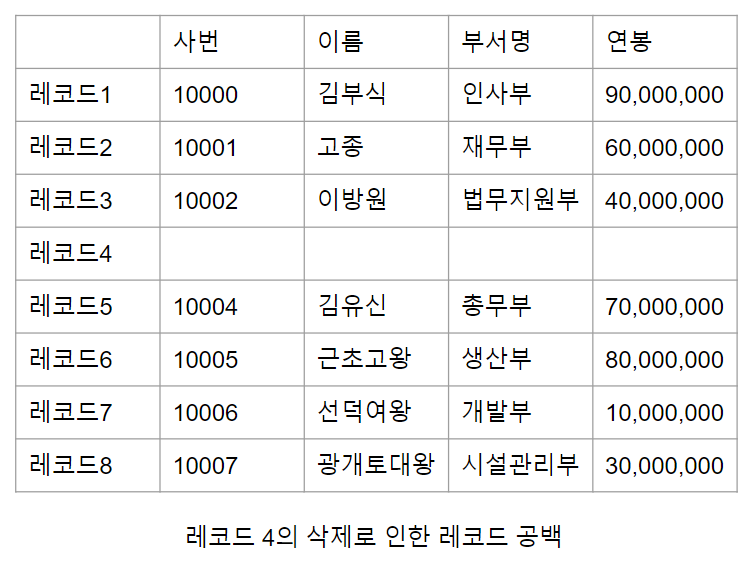 사번 이름 부서명 연봉
레코드1 10000 김부식 인사부 90,000,000
레코드2 10001 고종 재무부 60,000,000
레코드3 10002 이방원 법무지원부 40,000,000
레코드4
레코드5 10004 김유신 총무부 70,000,000
레코드6 10005 근초고왕 생산부 80,000,000
레코드7 10006 선덕여왕 개발부 10,000,000
레코드8 10007 광개토대왕 시설관리부 30,000,000
레코드 4의 삭제로 인한 레코드 공백